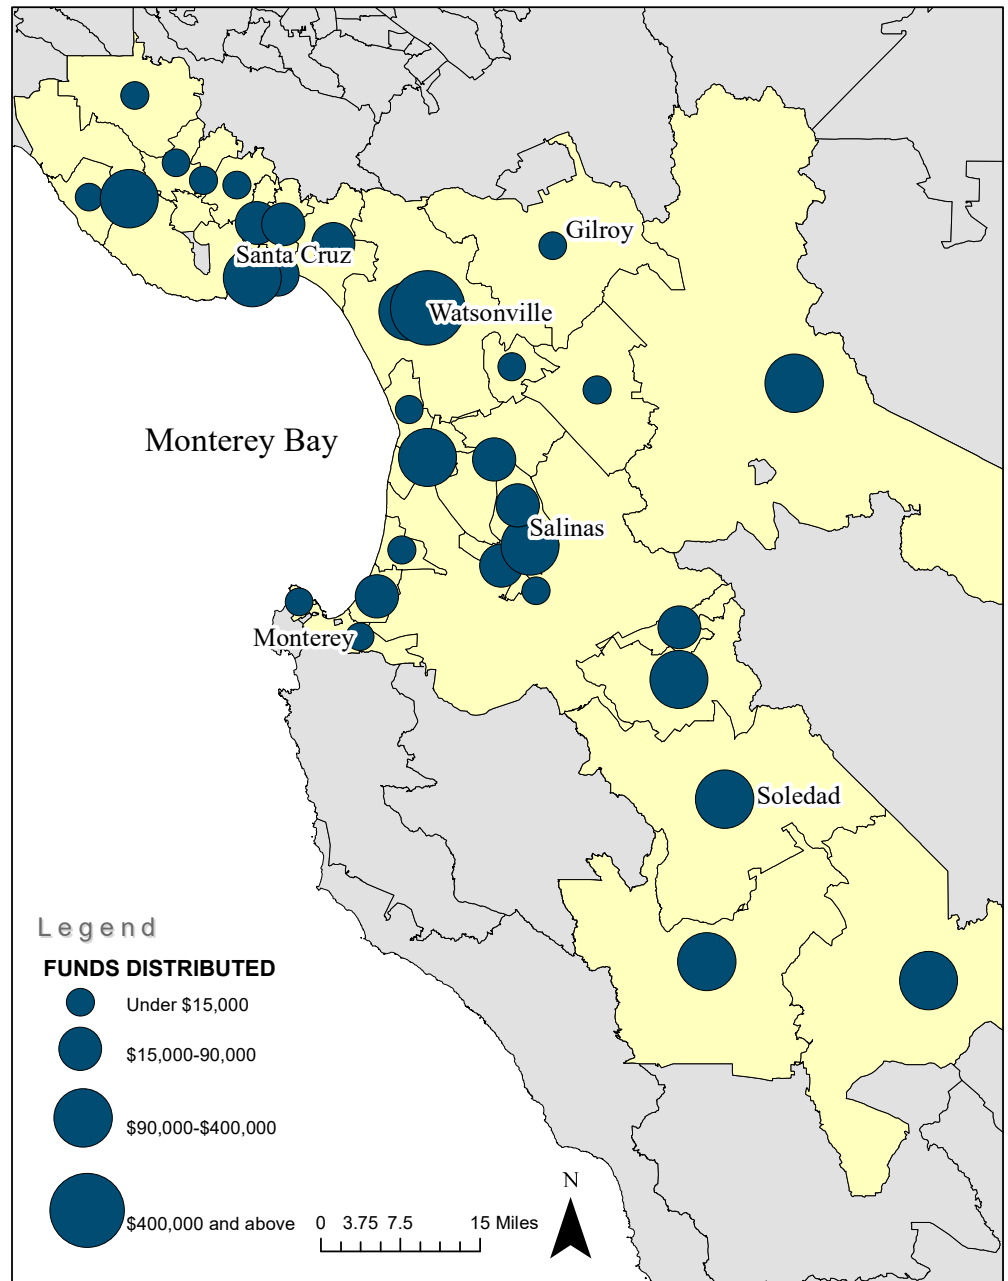 Gilroy
Santa Cruz
Watsonville
Monterey Bay
Salinas
Monterey
Soledad
Legend
FUNDS DISTRIBUTED
Under $15,000
$15,000-90,000
$90,000-$400,000
$400,000 and above
0 3.75 7.5 15 Miles
N